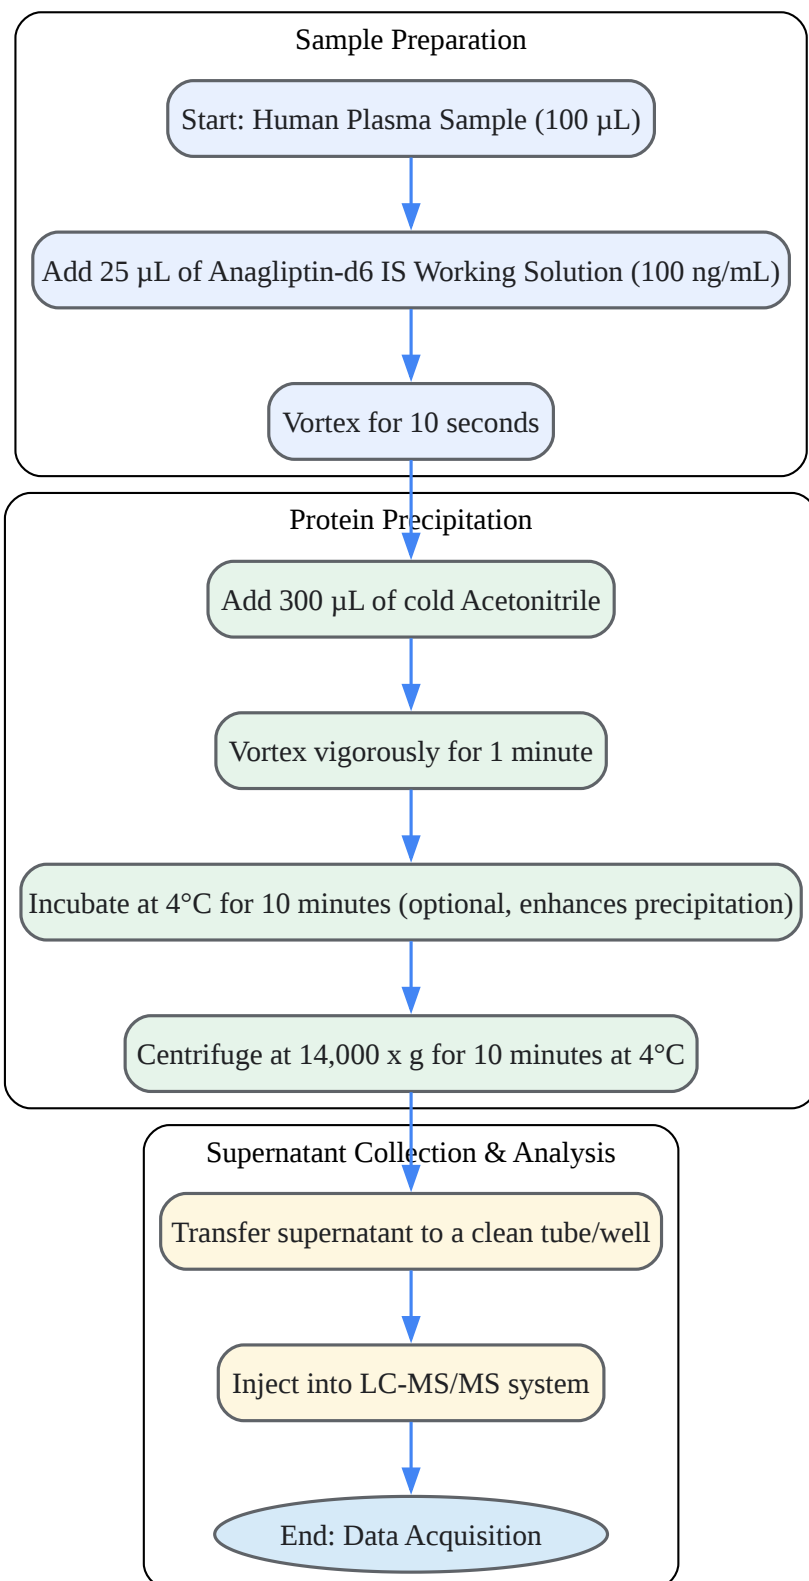 Sample Preparation
Start: Human Plasma Sample (100 µL)
Add 25 µL of Anagliptin-d6 IS Working Solution (100 ng/mL)
Vortex for 10 seconds
Protein Precipitation
Add 300 µL of cold Acetonitrile
Vortex vigorously for 1 minute
Incubate at 4°C for 10 minutes (optional, enhances precipitation)
Centrifuge at 14,000 x g for 10 minutes at 4°C
Supernatant Collection & Analysis
Transfer supernatant to a clean tube/well
Inject into LC-MS/MS system
End: Data Acquisition